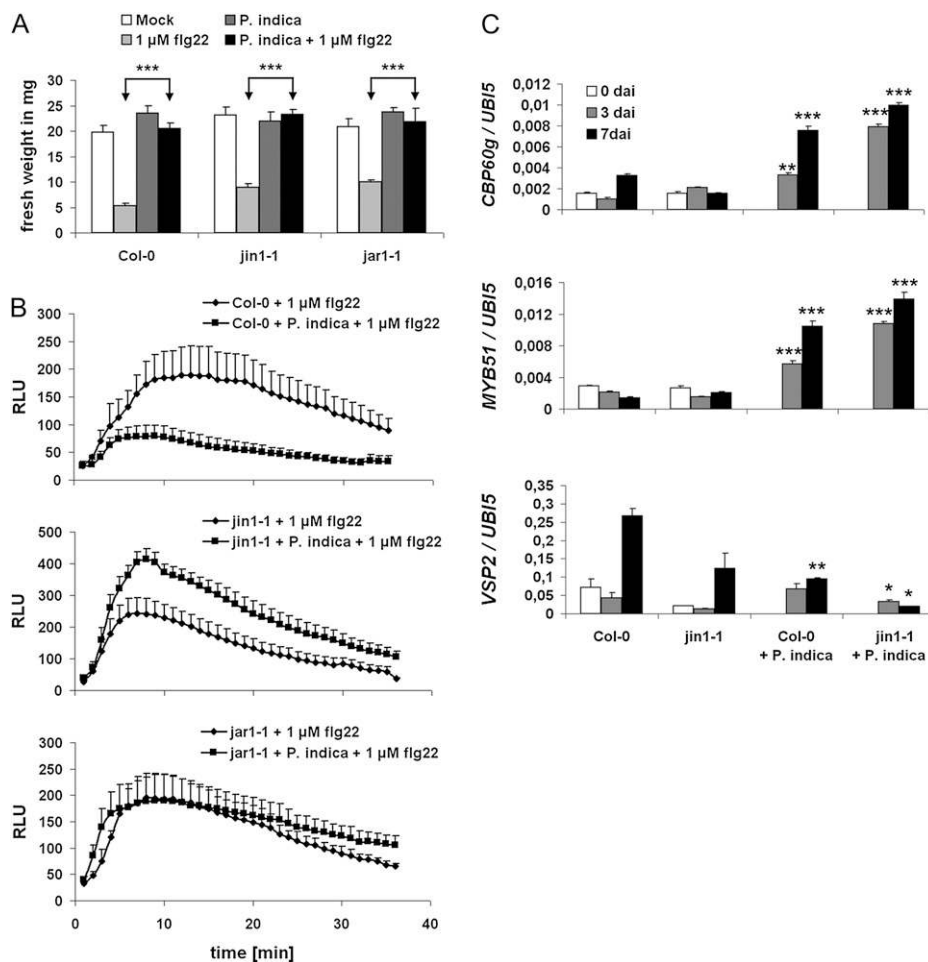 A
Mock
P. indica
1 µM flg22
P. indica + 1 µM flg22
fresh weight in mg
30
25
20
15
10
5
0
***
***
***
Col-0
jin1-1
jar1-1
B
Col-0 + 1 µM flg22
Col-0 + P. indica + 1 µM flg22
RLU
300
250
200
150
100
50
0
jin1-1 + 1 µM flg22
jin1-1 + P. indica + 1 µM flg22
RLU
500
400
300
200
100
0
jar1-1 + 1 µM flg22
jar1-1 + P. indica + 1 µM flg22
RLU
300
250
200
150
100
50
0
0
10
20
30
40
time [min]
C
CBP60g / UBI5
0,012
0,01
0,008
0,006
0,004
0,002
0
0 dai
3 dai
7dai
**
***
***
***
MYB51 / UBI5
0,016
0,012
0,008
0,004
0
***
***
***
***
VSP2 / UBI5
0,35
0,3
0,25
0,2
0,15
0,1
0,05
0
**
*
*
Col-0
jin1-1
Col-0
+ P. indica
jin1-1
+ P. indica